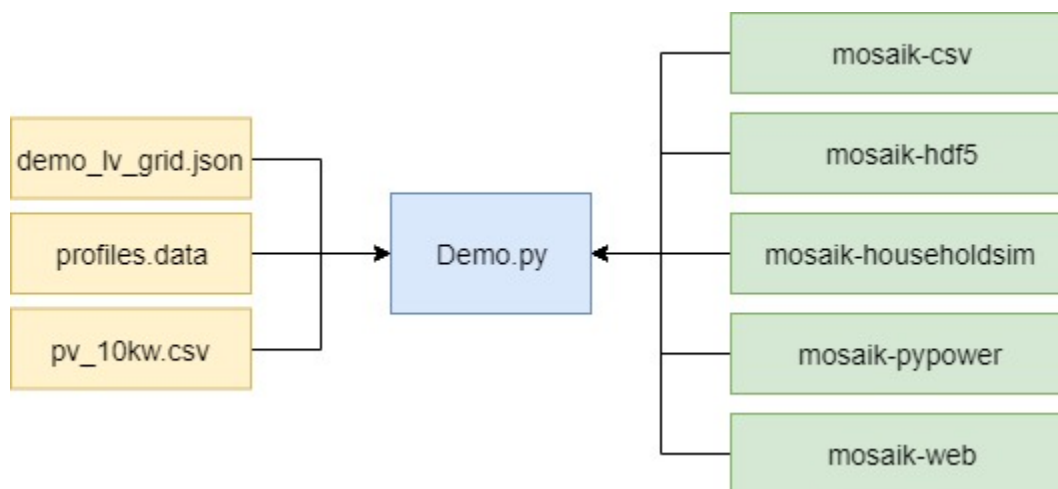 demo_lv_grid.json
profiles.data
pv_10kw.csv
Demo.py
mosaik-csv
mosaik-hdf5
mosaik-householdsim
mosaik-pypower
mosaik-web